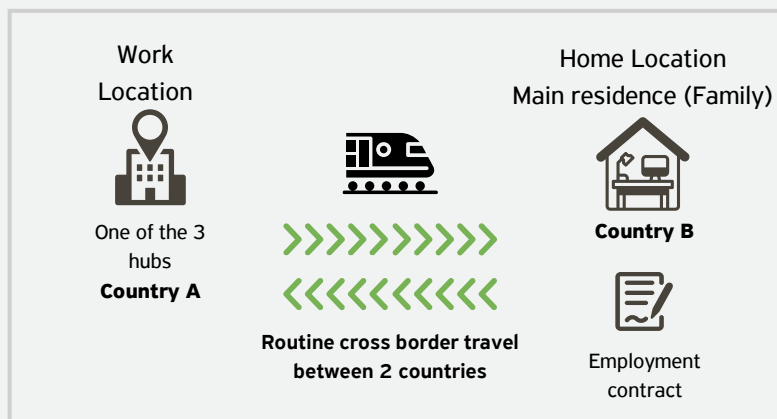 Work
Location
One of the 3
hubs
Country A
Routine cross border travel
between 2 countries
Home Location
Main residence (Family)
Country B
Employment
contract